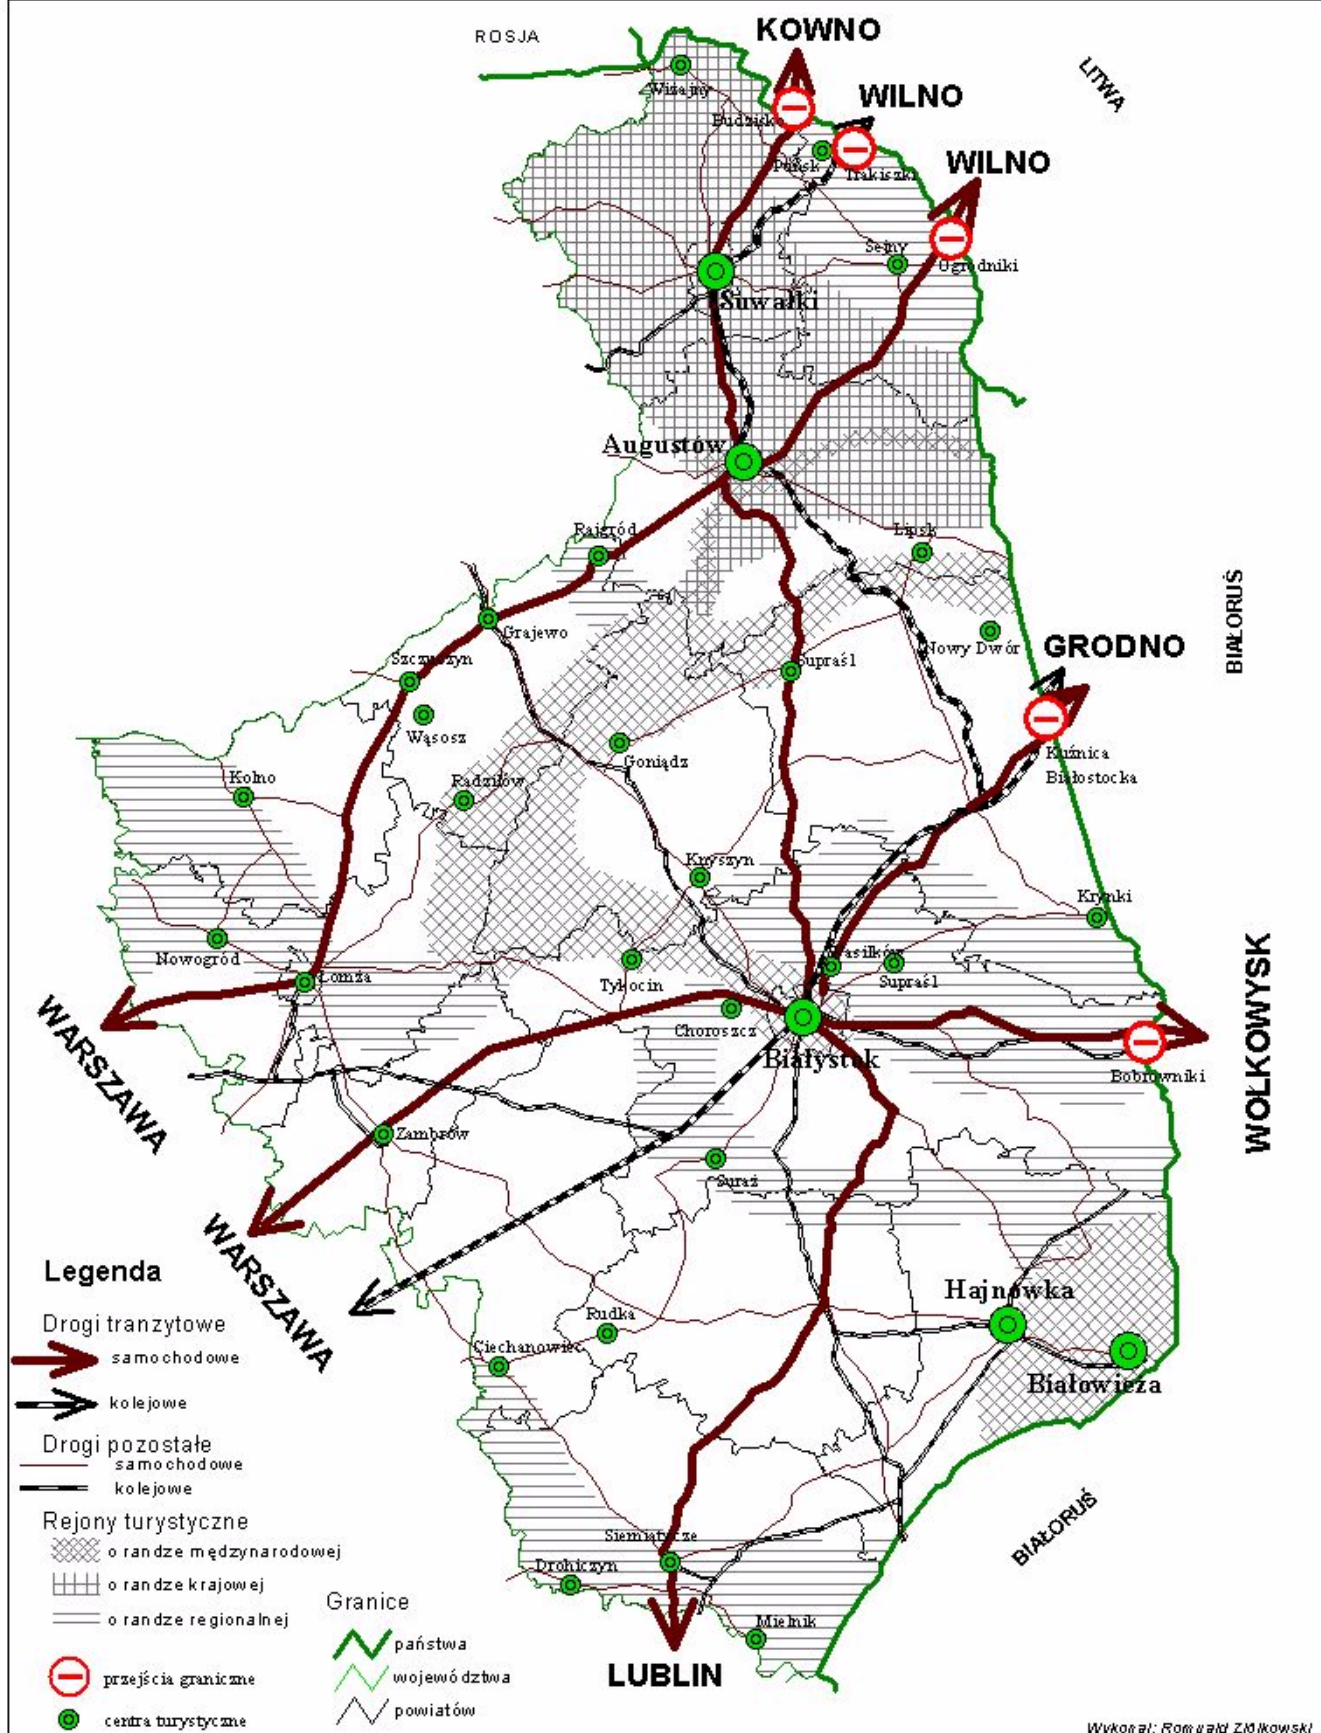 ROSJA
KOWNO
LITWA
WILNO
WILNO
Wiżajny
Budzisko
Puńsk
Trakiszki
Sejny
Ogrodniki
Suwałki
Augustów
Rajgród
Lipsk
BIAŁORUŚ
Grajewo
Nowy Dwór
GRODNO
Szczuczyn
Supraśl
Wąsosz
Goniądz
Kuźnica
Białostocka
Kolno
Radziłów
Knyszyn
Krynki
Nowogród
Łomża
Tykocin
Wasilków
Supraśl
Choroszcz
Białystok
Bobrowniki
WOŁKOWYSK
WARSZAWA
Zambrów
Suraż
WARSZAWA
Hajnówka
Białowieża
Rudka
Ciechanowiec
Siemiatycze
Drohiczyn
Mielnik
BIAŁORUŚ
LUBLIN
Legenda
Drogi tranzytowe
samochodowe
kolejowe
Drogi pozostałe
samochodowe
kolejowe
Rejony turystyczne
o randze mędzynarodowej
o randze krajowej
o randze regionalnej
przejścia graniczne
centra turystyczne
Granice
państwa
województwa
powiatów
Wykonał: Romuald Ziółkowski